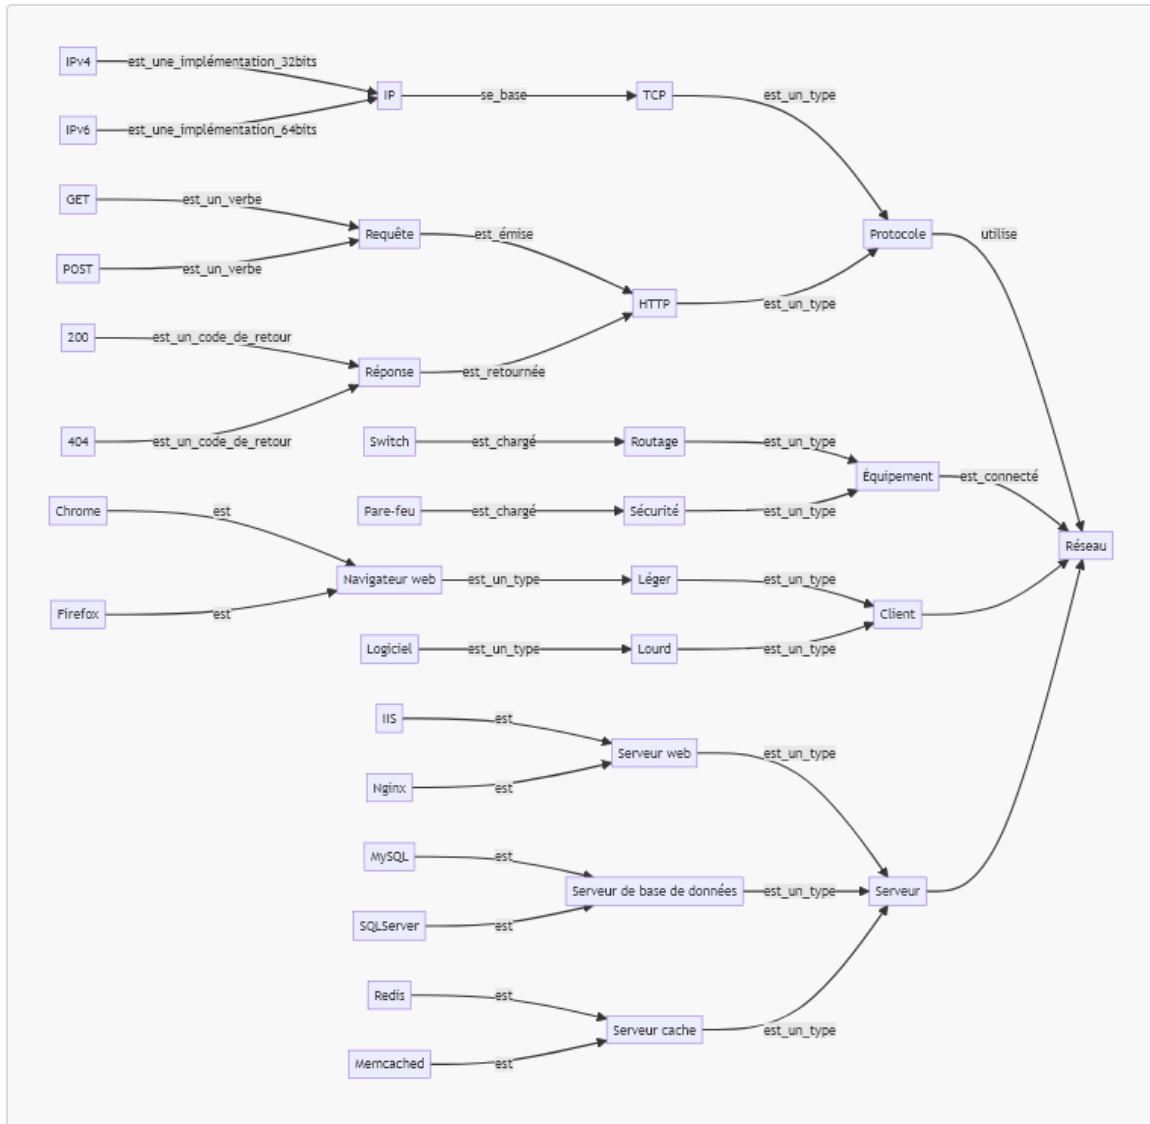 IPv4
est_une_implémentation_32bits
IP
se_base
TCP
est_un_type
IPv6
est_une_implémentation_64bits
GET
est_un_verbe
Requête
est_émise
Protocole
utilise
POST
est_un_verbe
HTTP
est_un_type
200
est_un_code_de_retour
Réponse
est_retournée
404
est_un_code_de_retour
Switch
est_chargé
Routage
est_un_type
Équipement
est_connecté
Chrome
est
Pare-feu
est_chargé
Sécurité
est_un_type
Réseau
Navigateur web
est_un_type
Léger
est_un_type
Firefox
est
Client
Logiciel
est_un_type
Lourd
est_un_type
IIS
est
Serveur web
est_un_type
Nginx
est
MySQL
est
Serveur de base de données
est_un_type
Serveur
SQLServer
est
Redis
est
Serveur cache
est_un_type
Memcached
est